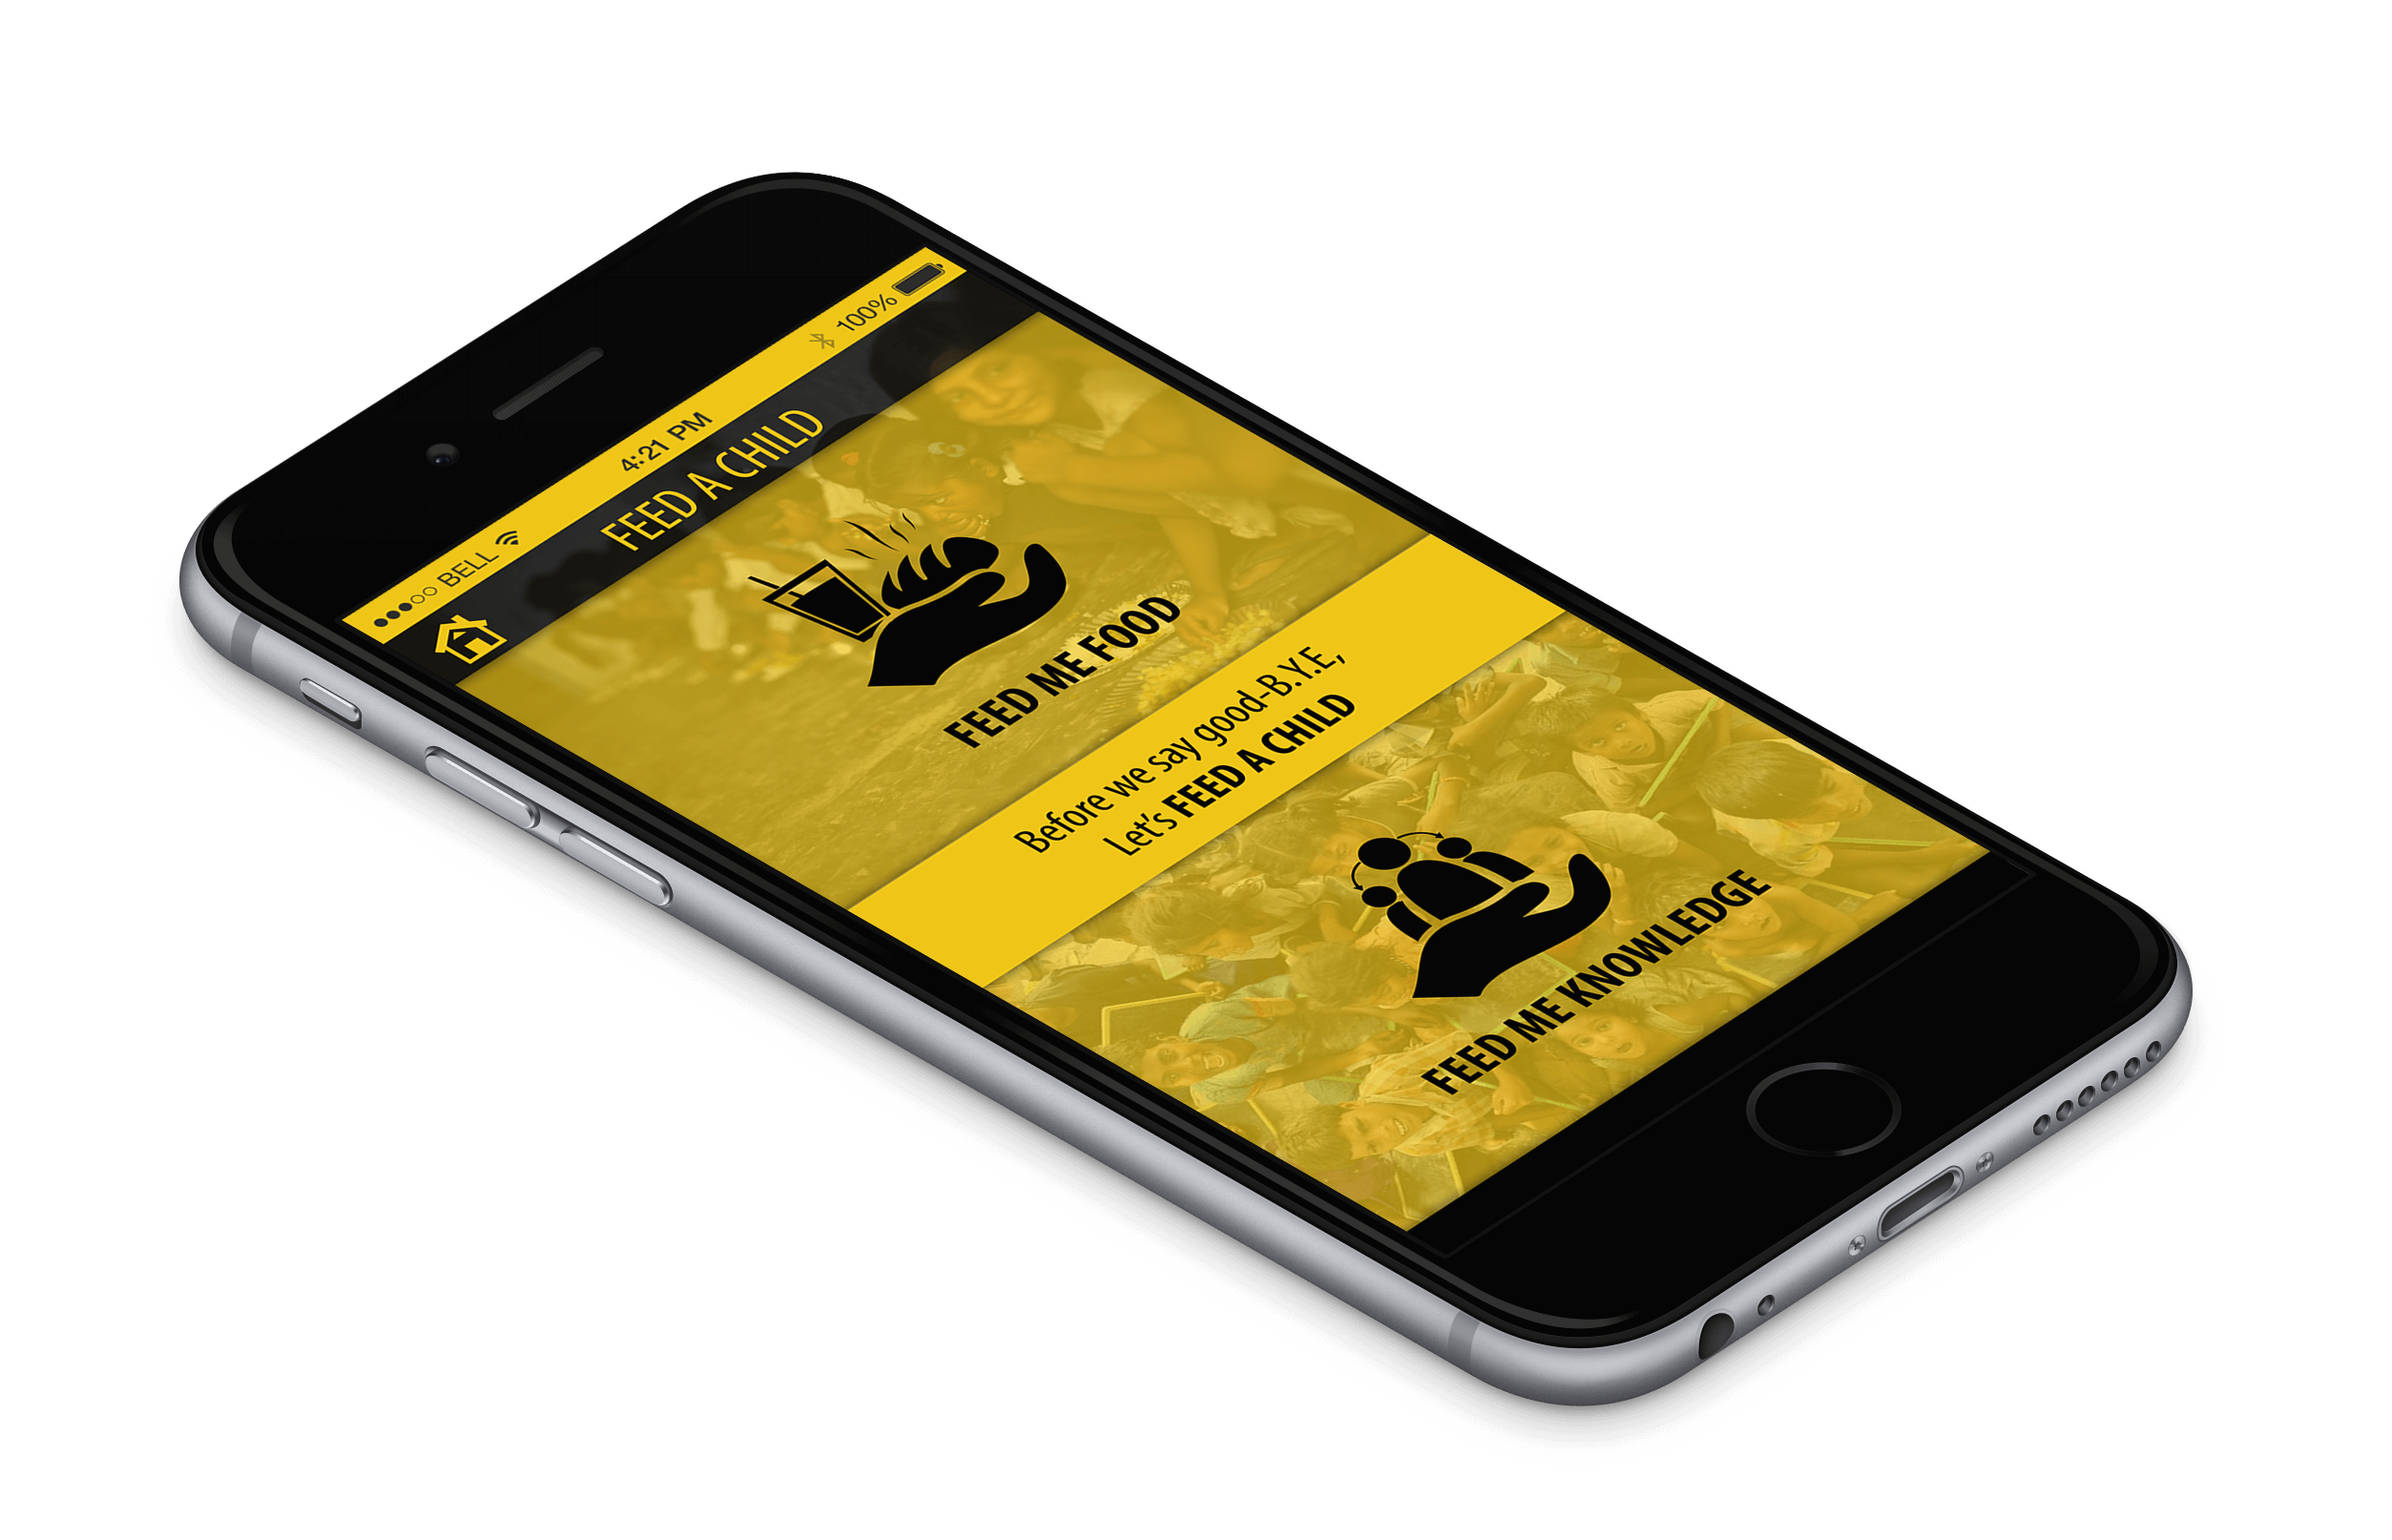 BELL
4:21 PM
100%
FEED A CHILD
FEED ME FOOD
Before we say good-B.Y.E,
Let's FEED A CHILD
FEED ME KNOWLEDGE